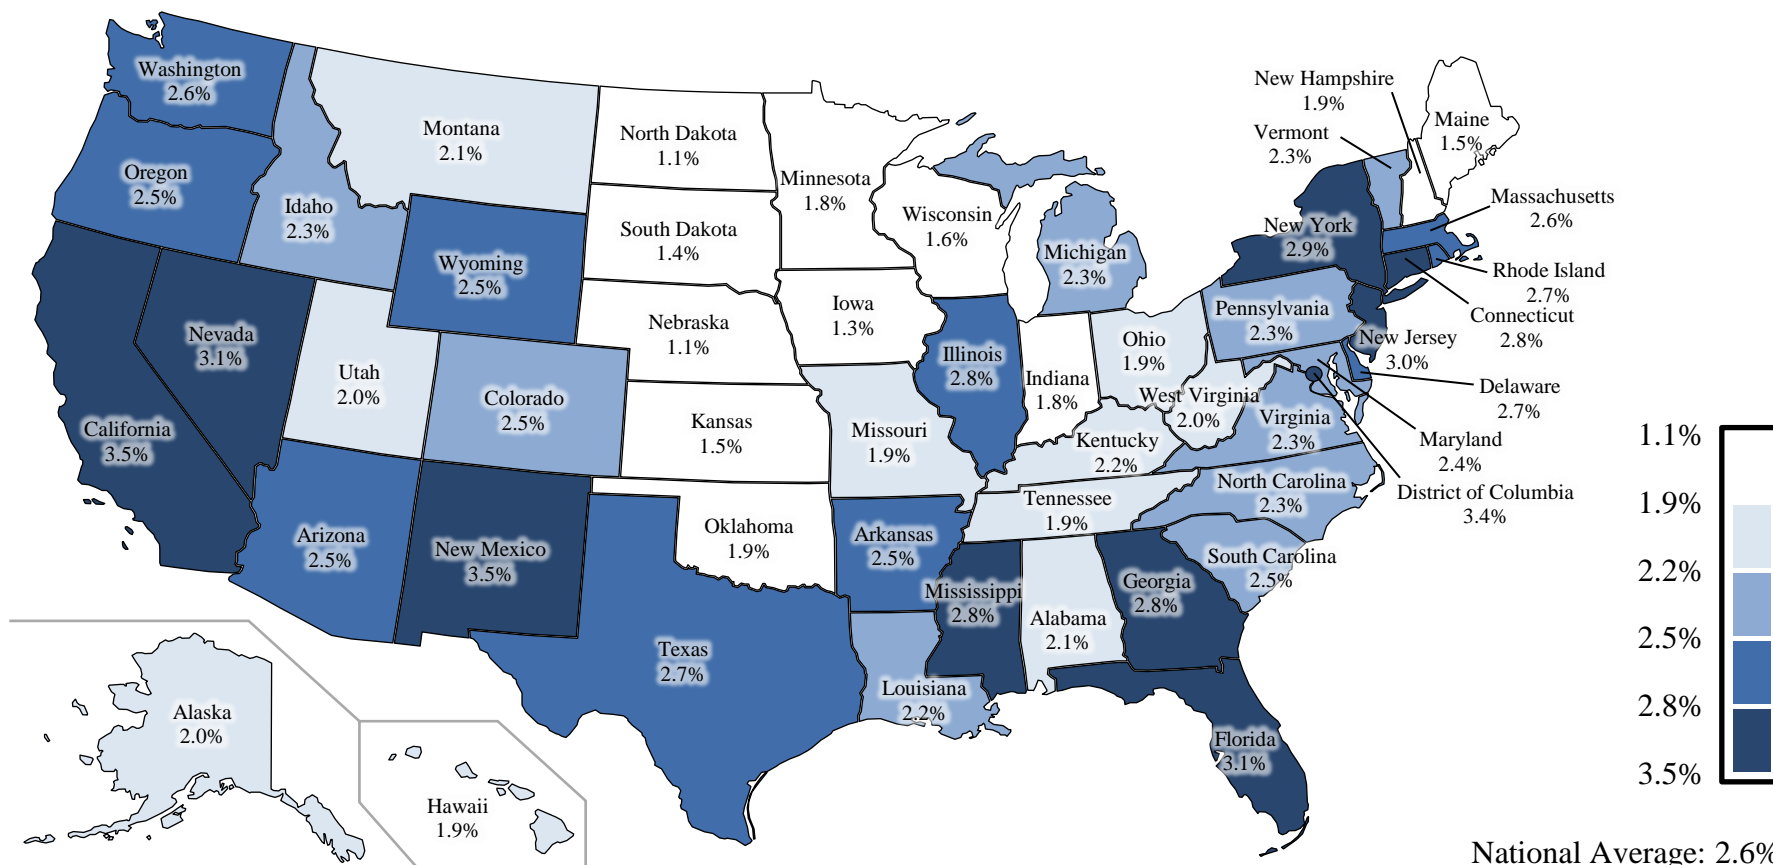 Washington
2.6%
Oregon
2.5%
Idaho
2.3%
Montana
2.1%
Wyoming
2.5%
North Dakota
1.1%
South Dakota
1.4%
Minnesota
1.8%
Wisconsin
1.6%
Michigan
2.3%
New Hampshire
1.9%
Vermont
2.3%
Maine
1.5%
New York
2.9%
Massachusetts
2.6%
Rhode Island
2.7%
Connecticut
2.8%
Pennsylvania
2.3%
New Jersey
3.0%
Delaware
2.7%
Maryland
2.4%
District of Columbia
3.4%
California
3.5%
Nevada
3.1%
Utah
2.0%
Colorado
2.5%
Nebraska
1.1%
Iowa
1.3%
Illinois
2.8%
Indiana
1.8%
Ohio
1.9%
West Virginia
2.0%
Virginia
2.3%
Kentucky
2.2%
Kansas
1.5%
Missouri
1.9%
Tennessee
1.9%
North Carolina
2.3%
South Carolina
2.5%
Arizona
2.5%
New Mexico
3.5%
Oklahoma
1.9%
Arkansas
2.5%
Mississippi
2.8%
Alabama
2.1%
Georgia
2.8%
Texas
2.7%
Louisiana
2.2%
Florida
3.1%
Alaska
2.0%
Hawaii
1.9%
1.1%
1.9%
2.2%
2.5%
2.8%
3.5%
National Average: 2.6%